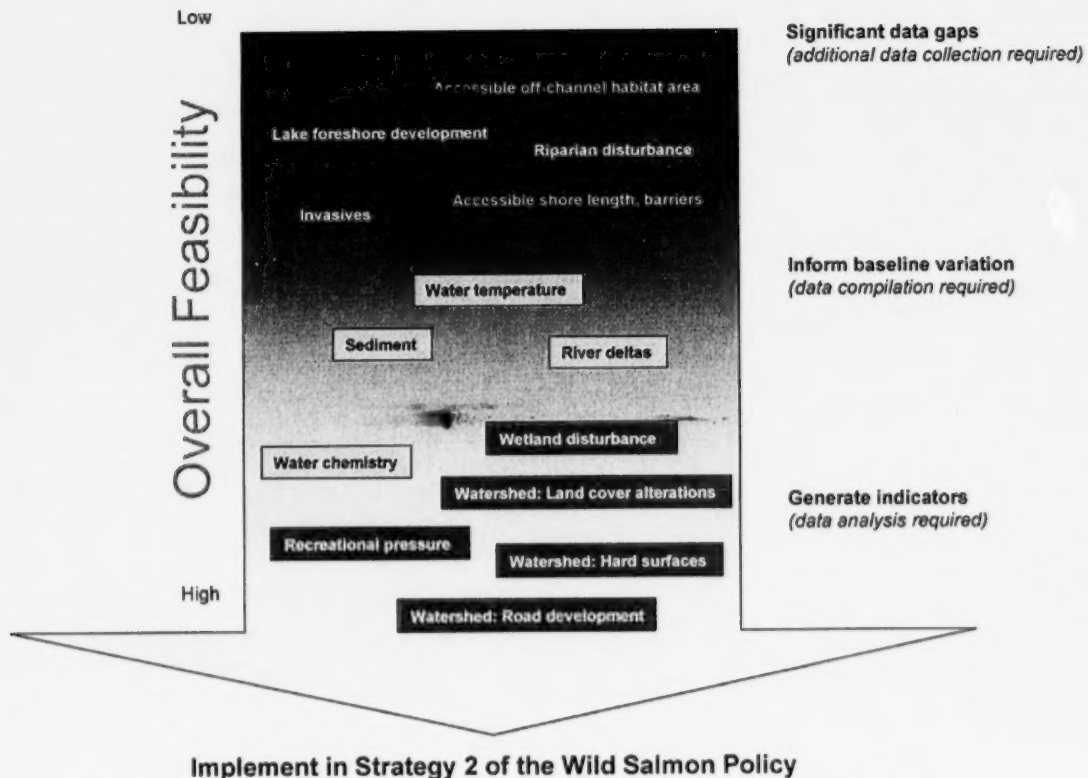 Low
Significant data gaps
(additional data collection required)
Accessible off-channel habitat area
Lake foreshore development
Riparian disturbance
Accessible shore length, barriers
Invasives
Overall Feasibility
Inform baseline variation
(data compilation required)
Water temperature
Sediment
River deltas
Wetland disturbance
Water chemistry
Watershed: Land cover alterations
Generate indicators
(data analysis required)
Recreational pressure
Watershed: Hard surfaces
High
Watershed: Road development
Implement in Strategy 2 of the Wild Salmon Policy